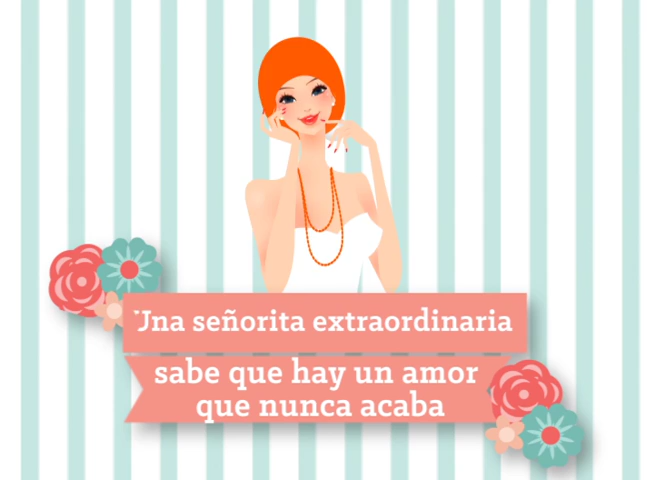 Una señorita extraordinaria
sabe que hay un amor
que nunca acaba